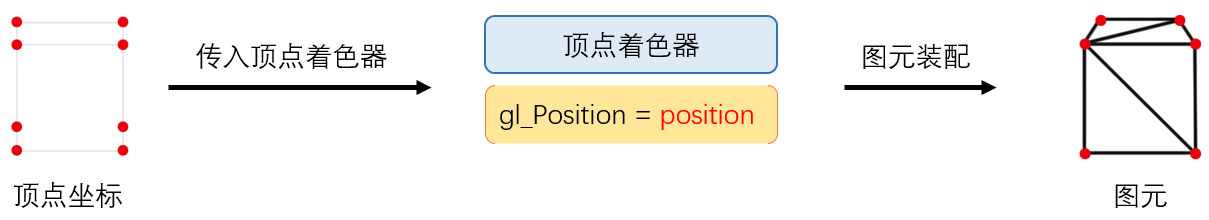 传入顶点着色器
顶点着色器
图元装配
gl_Position = position
顶点坐标
图元